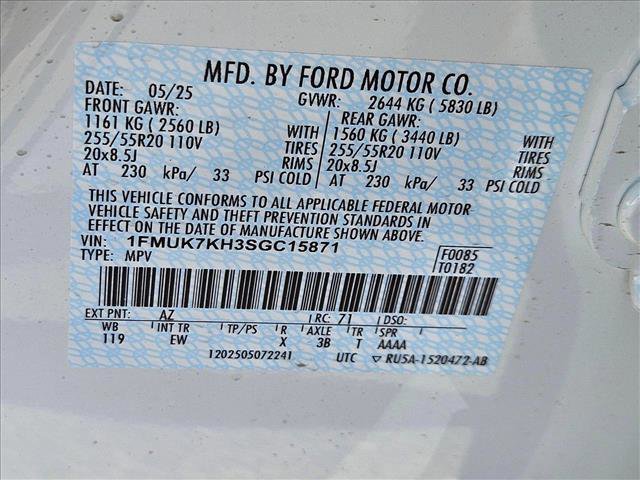 MFD. BY FORD MOTOR CO.
DATE: 05/25 GVWR: 2644 KG ( 5830 LB)
FRONT GAWR: REAR GAWR:
1161 KG ( 2560 LB) WITH 1560 KG ( 3440 LB) WITH
255/55R20 110V TIRES 255/55R20 110V TIRES
20x8.5J RIMS 20x8.5J RIMS
AT 230 kPa/ 33 PSI COLD AT 230 kPa/ 33 PSI COLD
THIS VEHICLE CONFORMS TO ALL APPLICABLE FEDERAL MOTOR
VEHICLE SAFETY AND THEFT PREVENTION STANDARDS IN
EFFECT ON THE DATE OF MANUFACTURE SHOWN ABOVE.
VIN: 1FMUK7KH3SGC15871 F0085
TYPE: MPV T0182
EXT PNT: AZ RC: 71 DSO:
WB INT TR TP/PS R AXLE TR SPR
119 EW X 3B T AAAA
1202505072241 UTC ▽ RU5A-1520472-AB